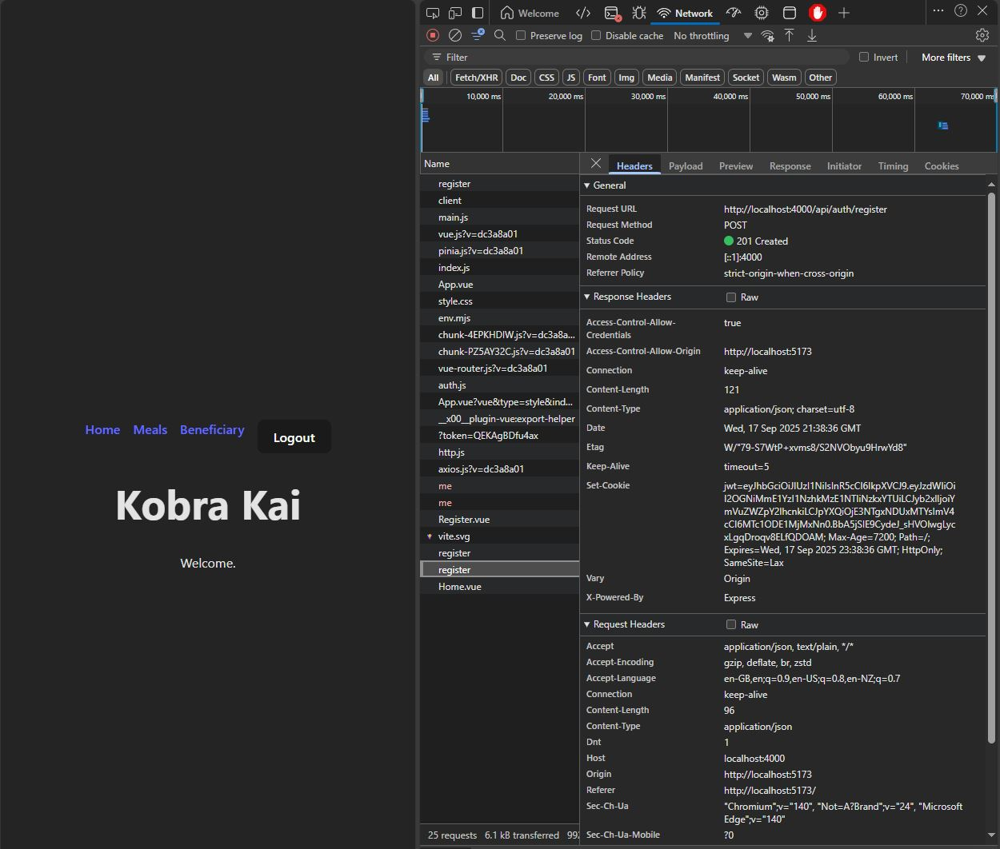 Home Meals Beneficiary Logout
Kobra Kai
Welcome.
Welcome Network
Preserve log Disable cache No throttling
Filter Invert More filters
All Fetch/XHR Doc CSS JS Font Img Media Manifest Socket Wasm Other
10,000 ms 20,000 ms 30,000 ms 40,000 ms 50,000 ms 60,000 ms 70,000 ms
Name
register
client
main.js
vue.js?v=dc3a8a01
pinia.js?v=dc3a8a01
index.js
App.vue
style.css
env.mjs
chunk-4EPKHDIW.js?v=dc3a8a...
chunk-PZ5AY32C.js?v=dc3a8a01
vue-router.js?v=dc3a8a01
auth.js
App.vue?vue&type=style&ind...
__x00__plugin-vue:export-helper
?token=QEKAgBDfu4ax
http.js
axios.js?v=dc3a8a01
me
me
Register.vue
vite.svg
register
register
Home.vue
25 requests 6.1 kB transferred 992
Headers Payload Preview Response Initiator Timing Cookies
General
Request URL http://localhost:4000/api/auth/register
Request Method POST
Status Code 201 Created
Remote Address [::1]:4000
Referrer Policy strict-origin-when-cross-origin
Response Headers Raw
Access-Control-Allow-Credentials true
Access-Control-Allow-Origin http://localhost:5173
Connection keep-alive
Content-Length 121
Content-Type application/json; charset=utf-8
Date Wed, 17 Sep 2025 21:38:36 GMT
Etag W/"79-S7WtP+xvms8/S2NVObyu9HrwYd8"
Keep-Alive timeout=5
Set-Cookie
Max-Age=7200; Path=/;
Expires=Wed, 17 Sep 2025 23:38:36 GMT; HttpOnly;
SameSite=Lax
Vary Origin
X-Powered-By Express
Request Headers Raw
Accept application/json, text/plain, */*
Accept-Encoding gzip, deflate, br, zstd
Accept-Language en-GB,en;q=0.9,en-US;q=0.8,en-NZ;q=0.7
Connection keep-alive
Content-Length 96
Content-Type application/json
Dnt 1
Host localhost:4000
Origin http://localhost:5173
Referer http://localhost:5173/
Sec-Ch-Ua "Chromium";v="140", "Not=A?Brand";v="24", "Microsoft
Edge";v="140"
Sec-Ch-Ua-Mobile ?0